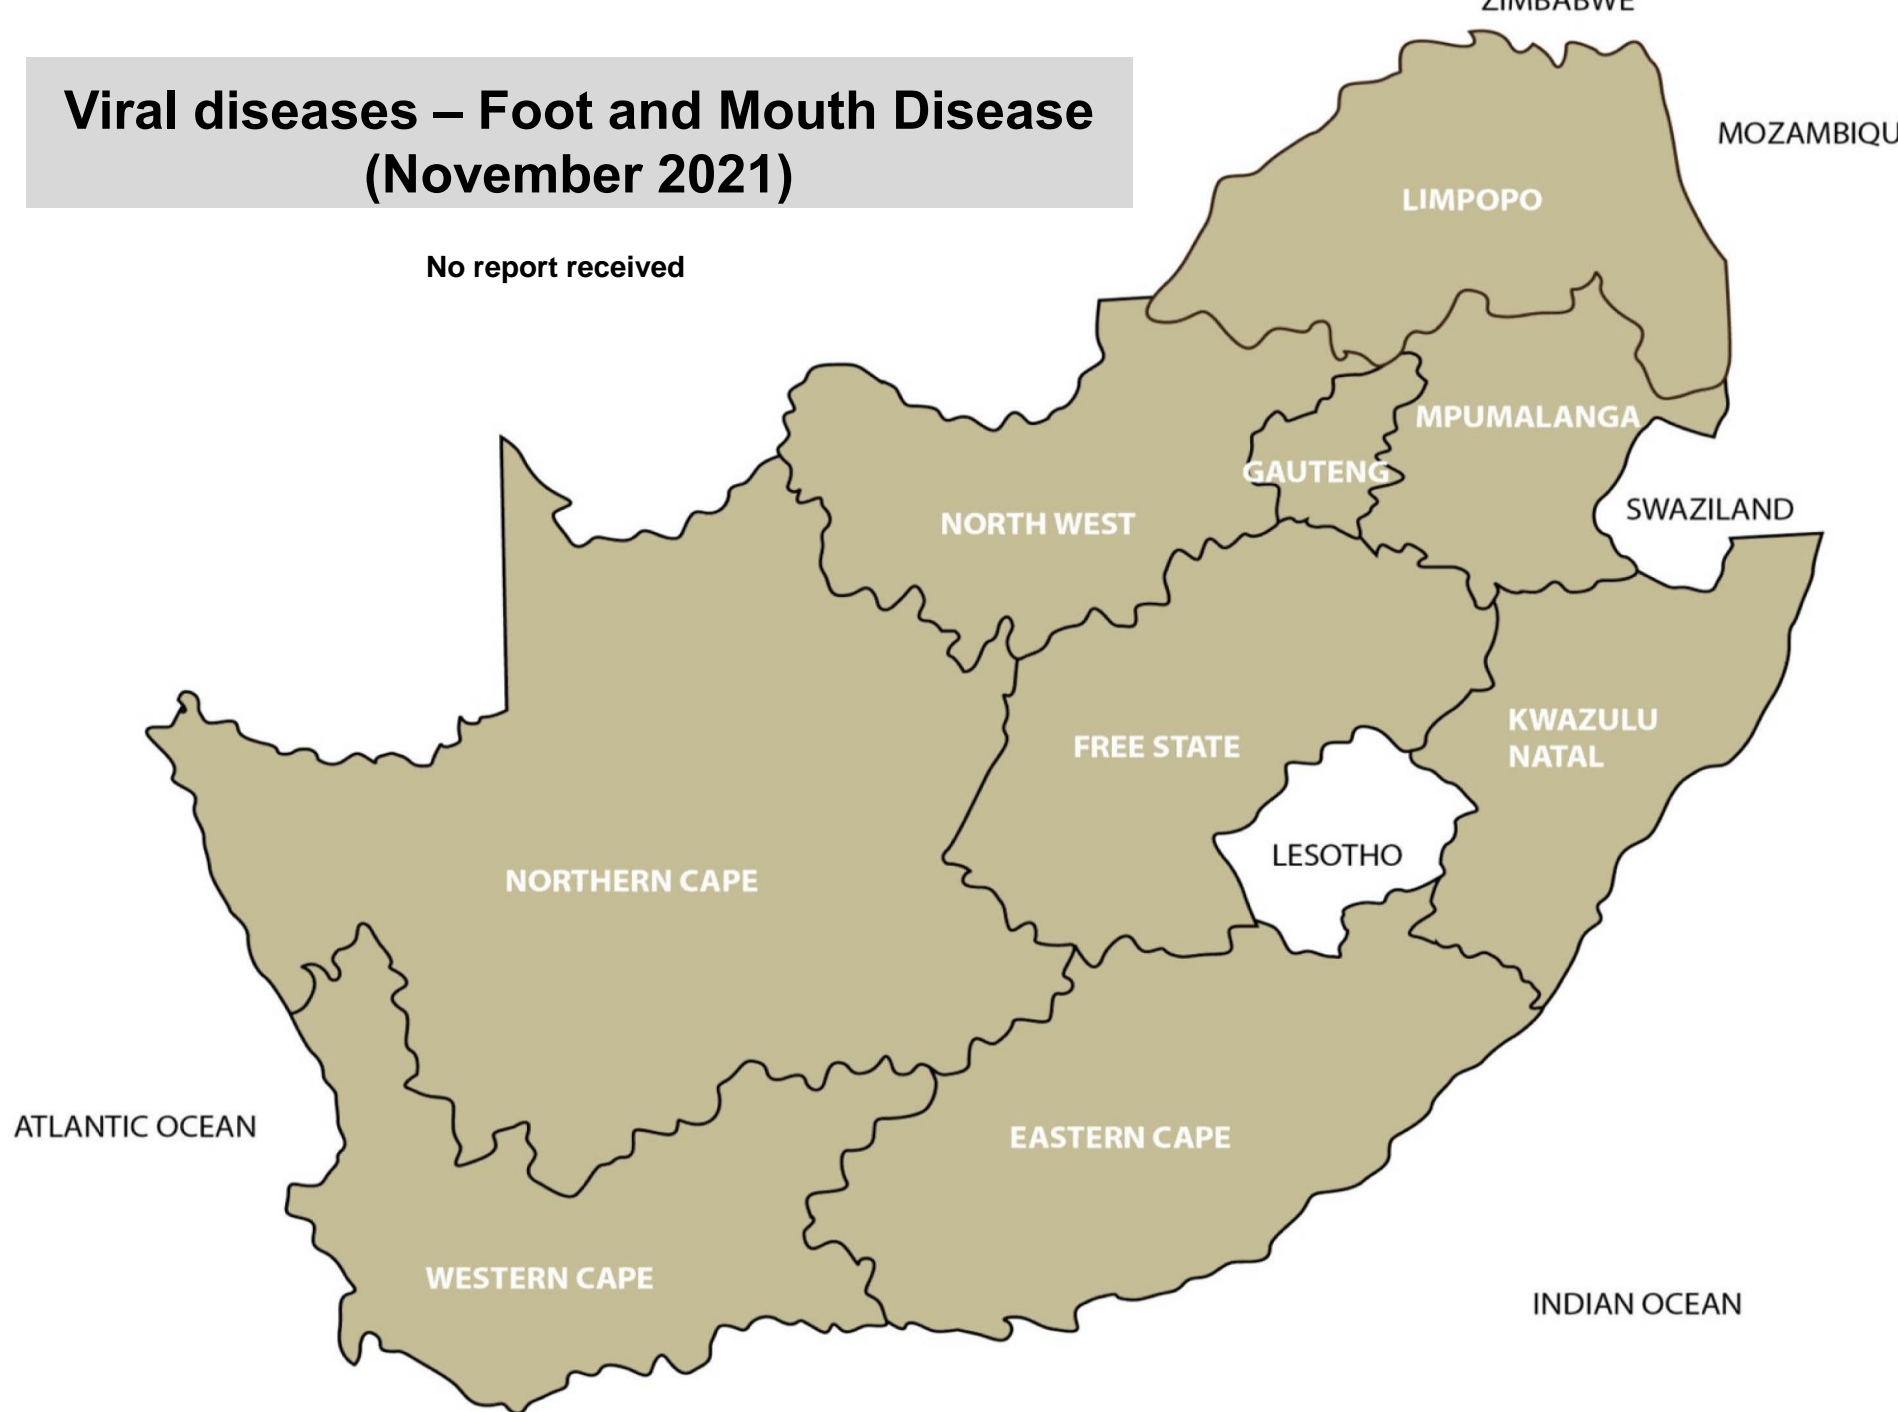 ZIMBABWE
Viral diseases – Foot and Mouth Disease
(November 2021)
MOZAMBIQU
LIMPOPO
No report received
MPUMALANGA
GAUTENG
SWAZILAND
NORTH WEST
KWAZULU
NATAL
FREE STATE
LESOTHO
NORTHERN CAPE
ATLANTIC OCEAN
EASTERN CAPE
WESTERN CAPE
INDIAN OCEAN